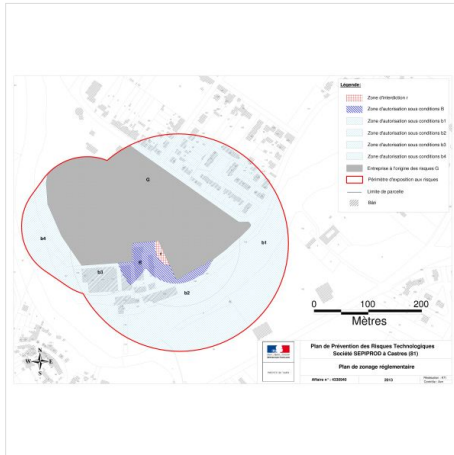 Légende:
Zone d'interdiction r
Zone d'autorisation sous conditions B
Zone d'autorisation sous conditions b1
Zone d'autorisation sous conditions b2
Zone d'autorisation sous conditions b3
Zone d'autorisation sous conditions b4
Entreprise à l'origine des risques G
Périmètre d'exposition aux risques
Limite de parcelle
Bâti
G
b4
b1
r
B
b3
b2
0 100 200
Mètres
N
W E
S
Plan de Prévention des Risques Technologiques
Société SEPIPROD à Castres (81)
Plan de zonage réglementaire
2013